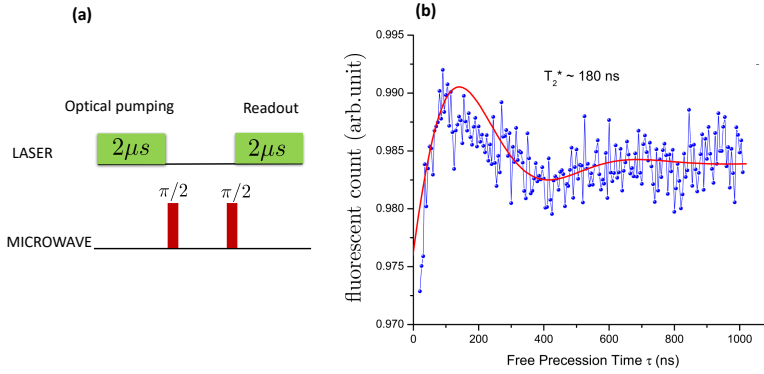 (a)
Optical pumping
Readout
LASER
2μs
2μs
π/2
π/2
MICROWAVE
(b)
fluorescent count (arb.unit)
0.995
0.990
0.985
0.980
0.975
0.970
T2* ~ 180 ns
0
200
400
600
800
1000
Free Precession Time τ (ns)